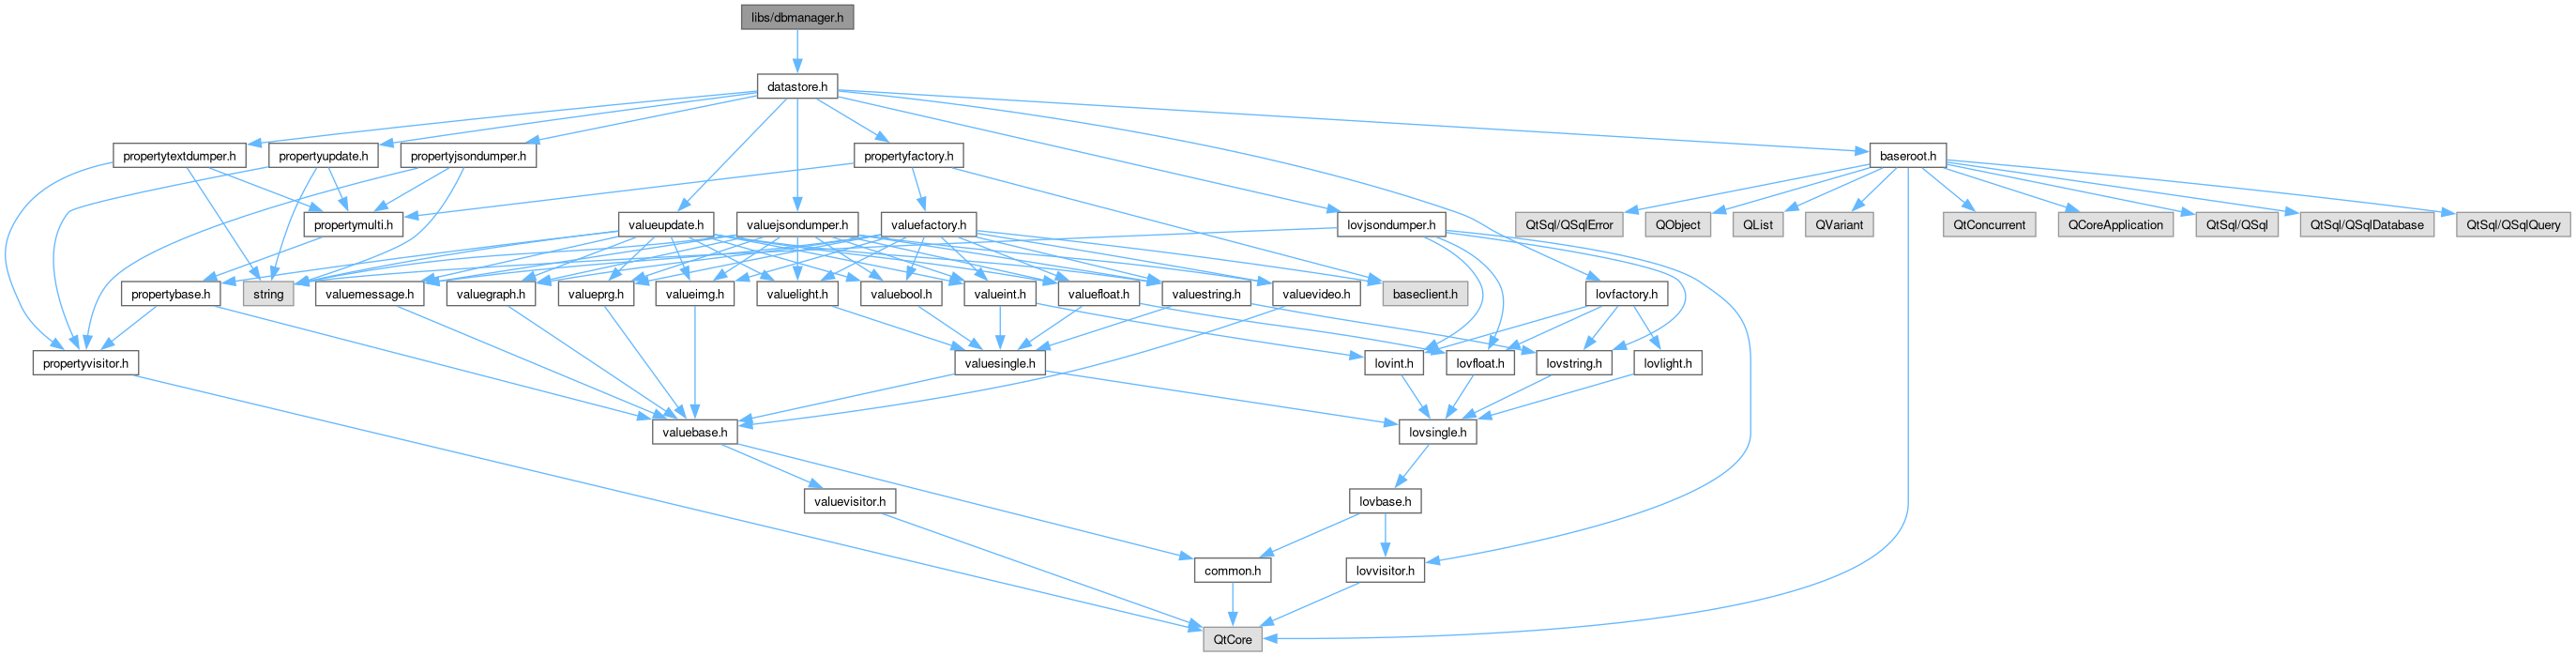 libs/dbmanager.h
datastore.h
propertytextdumper.h
propertyupdate.h
propertyjsondumper.h
propertyfactory.h
baseroot.h
propertymulti.h
valueupdate.h
valuejsondumper.h
valuefactory.h
lovjsondumper.h
QtSql/QSqlError
QObject
QList
QVariant
QtConcurrent
QCoreApplication
QtSql/QSql
QtSql/QSqlDatabase
QtSql/QSqlQuery
propertybase.h
string
valuemessage.h
valuegraph.h
valueprg.h
valueimg.h
valuelight.h
valuebool.h
valueint.h
valuefloat.h
valuestring.h
valuevideo.h
baseclient.h
lovfactory.h
propertyvisitor.h
valuesingle.h
lovint.h
lovfloat.h
lovstring.h
lovlight.h
valuebase.h
lovsingle.h
valuevisitor.h
lovbase.h
common.h
lovvisitor.h
QtCore